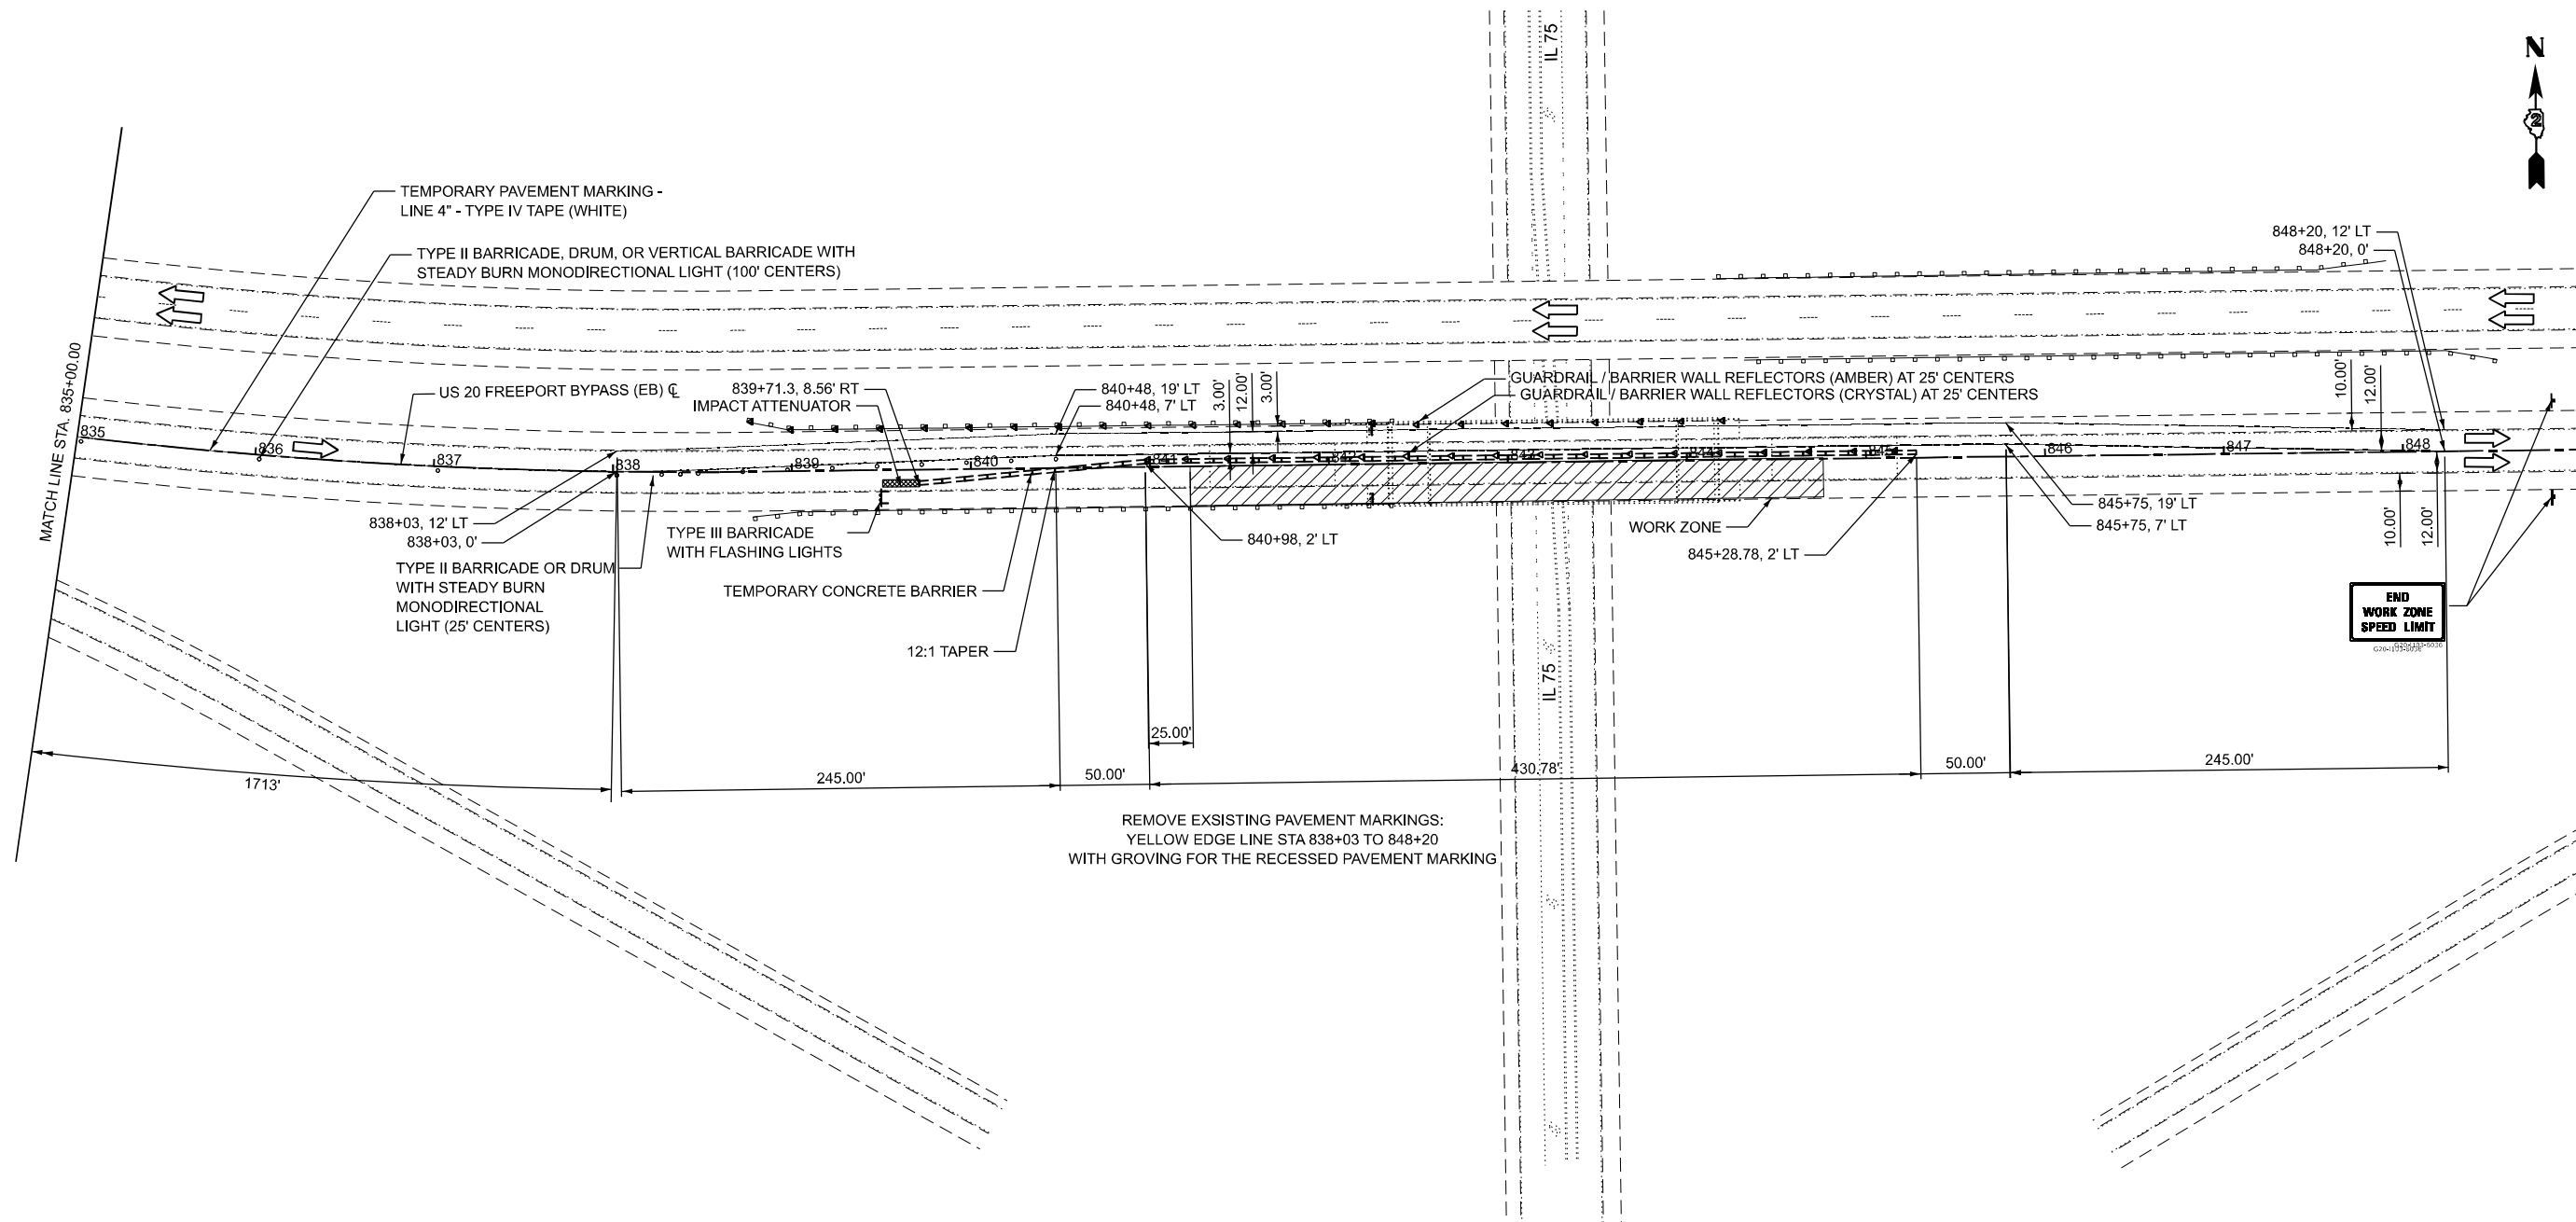 IL 75
N
2
TEMPORARY PAVEMENT MARKING -
LINE 4" - TYPE IV TAPE (WHITE)
TYPE II BARRICADE, DRUM, OR VERTICAL BARRICADE WITH
STEADY BURN MONODIRECTIONAL LIGHT (100' CENTERS)
848+20, 12' LT
848+20, 0'
MATCH LINE STA. 835+00.00
US 20 FREEPORT BYPASS (EB) ℄
839+71.3, 8.56' RT
IMPACT ATTENUATOR
840+48, 19' LT
840+48, 7' LT
3.00'
12.00'
3.00'
GUARDRAIL / BARRIER WALL REFLECTORS (AMBER) AT 25' CENTERS
GUARDRAIL / BARRIER WALL REFLECTORS (CRYSTAL) AT 25' CENTERS
10.00'
12.00'
835
836
837
838
839
840
841
842
843
844
845
846
847
848
838+03, 12' LT
838+03, 0'
TYPE III BARRICADE
WITH FLASHING LIGHTS
840+98, 2' LT
WORK ZONE
845+28.78, 2' LT
845+75, 19' LT
845+75, 7' LT
10.00'
12.00'
TYPE II BARRICADE OR DRUM
WITH STEADY BURN
MONODIRECTIONAL
LIGHT (25' CENTERS)
TEMPORARY CONCRETE BARRIER
12:1 TAPER
END
WORK ZONE
SPEED LIMIT
IL 75
25.00'
1713'
245.00'
50.00'
430.78'
50.00'
245.00'
REMOVE EXSISTING PAVEMENT MARKINGS:
YELLOW EDGE LINE STA 838+03 TO 848+20
WITH GROVING FOR THE RECESSED PAVEMENT MARKING